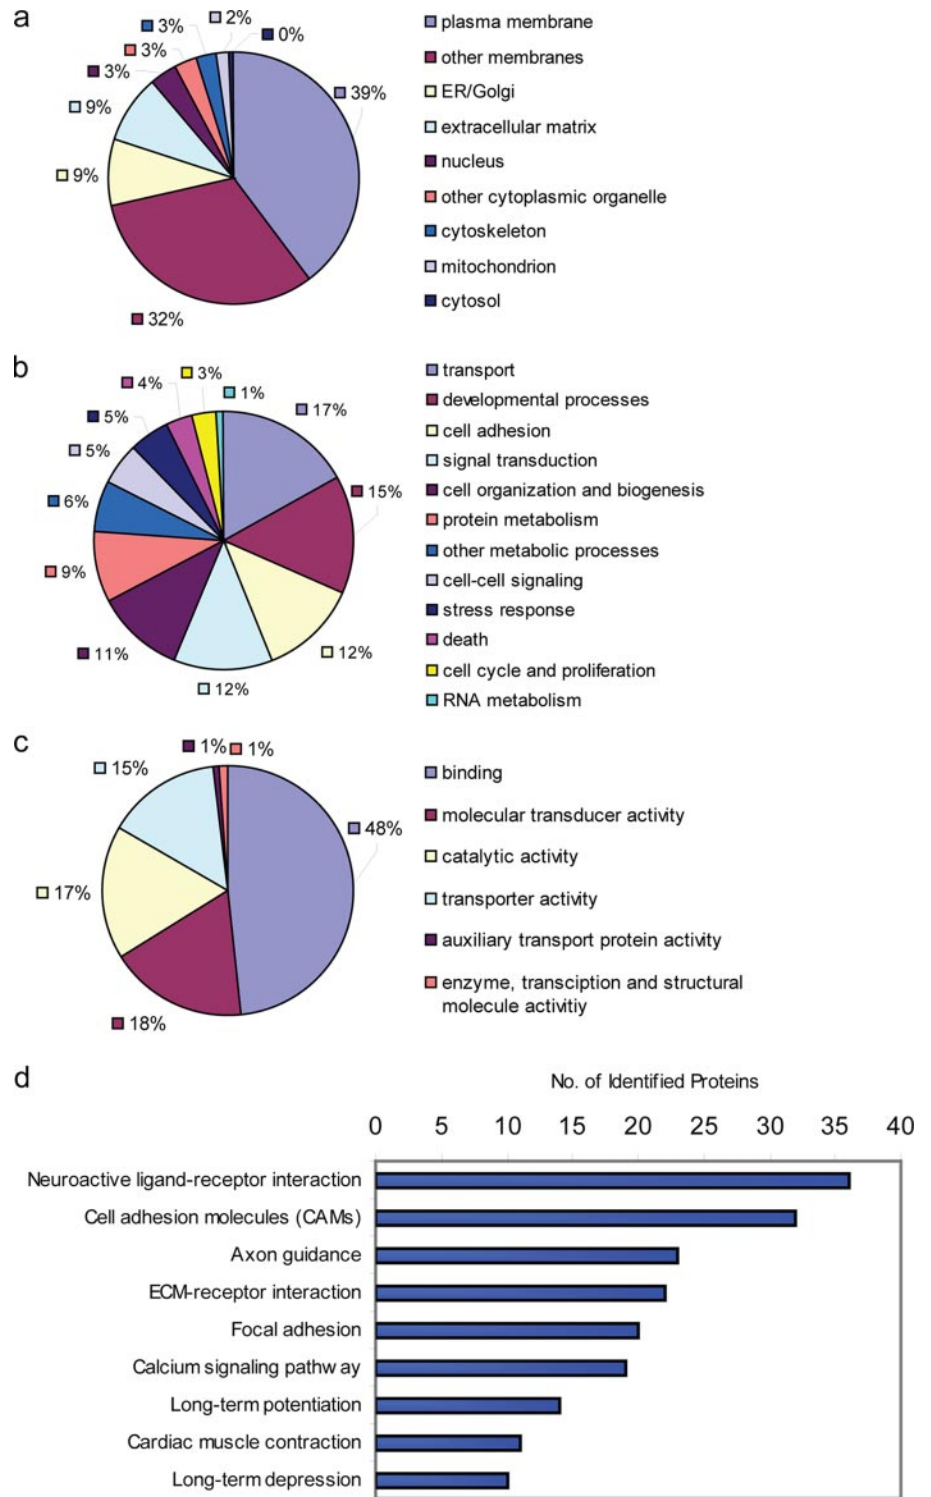 a
2%
3%
0%
3%
3%
39%
9%
9%
32%
plasma membrane
other membranes
ER/Golgi
extracellular matrix
nucleus
other cytoplasmic organelle
cytoskeleton
mitochondrion
cytosol
b
3%
4%
1%
5%
17%
5%
15%
6%
9%
12%
11%
12%
transport
developmental processes
cell adhesion
signal transduction
cell organization and biogenesis
protein metabolism
other metabolic processes
cell-cell signaling
stress response
death
cell cycle and proliferation
RNA metabolism
c
1% 1%
15%
48%
17%
18%
binding
molecular transducer activity
catalytic activity
transporter activity
auxiliary transport protein activity
enzyme, transciption and structural
molecule activitiy
d
No. of Identified Proteins
0 5 10 15 20 25 30 35 40
Neuroactive ligand-receptor interaction
Cell adhesion molecules (CAMs)
Axon guidance
ECM-receptor interaction
Focal adhesion
Calcium signaling pathway
Long-term potentiation
Cardiac muscle contraction
Long-term depression